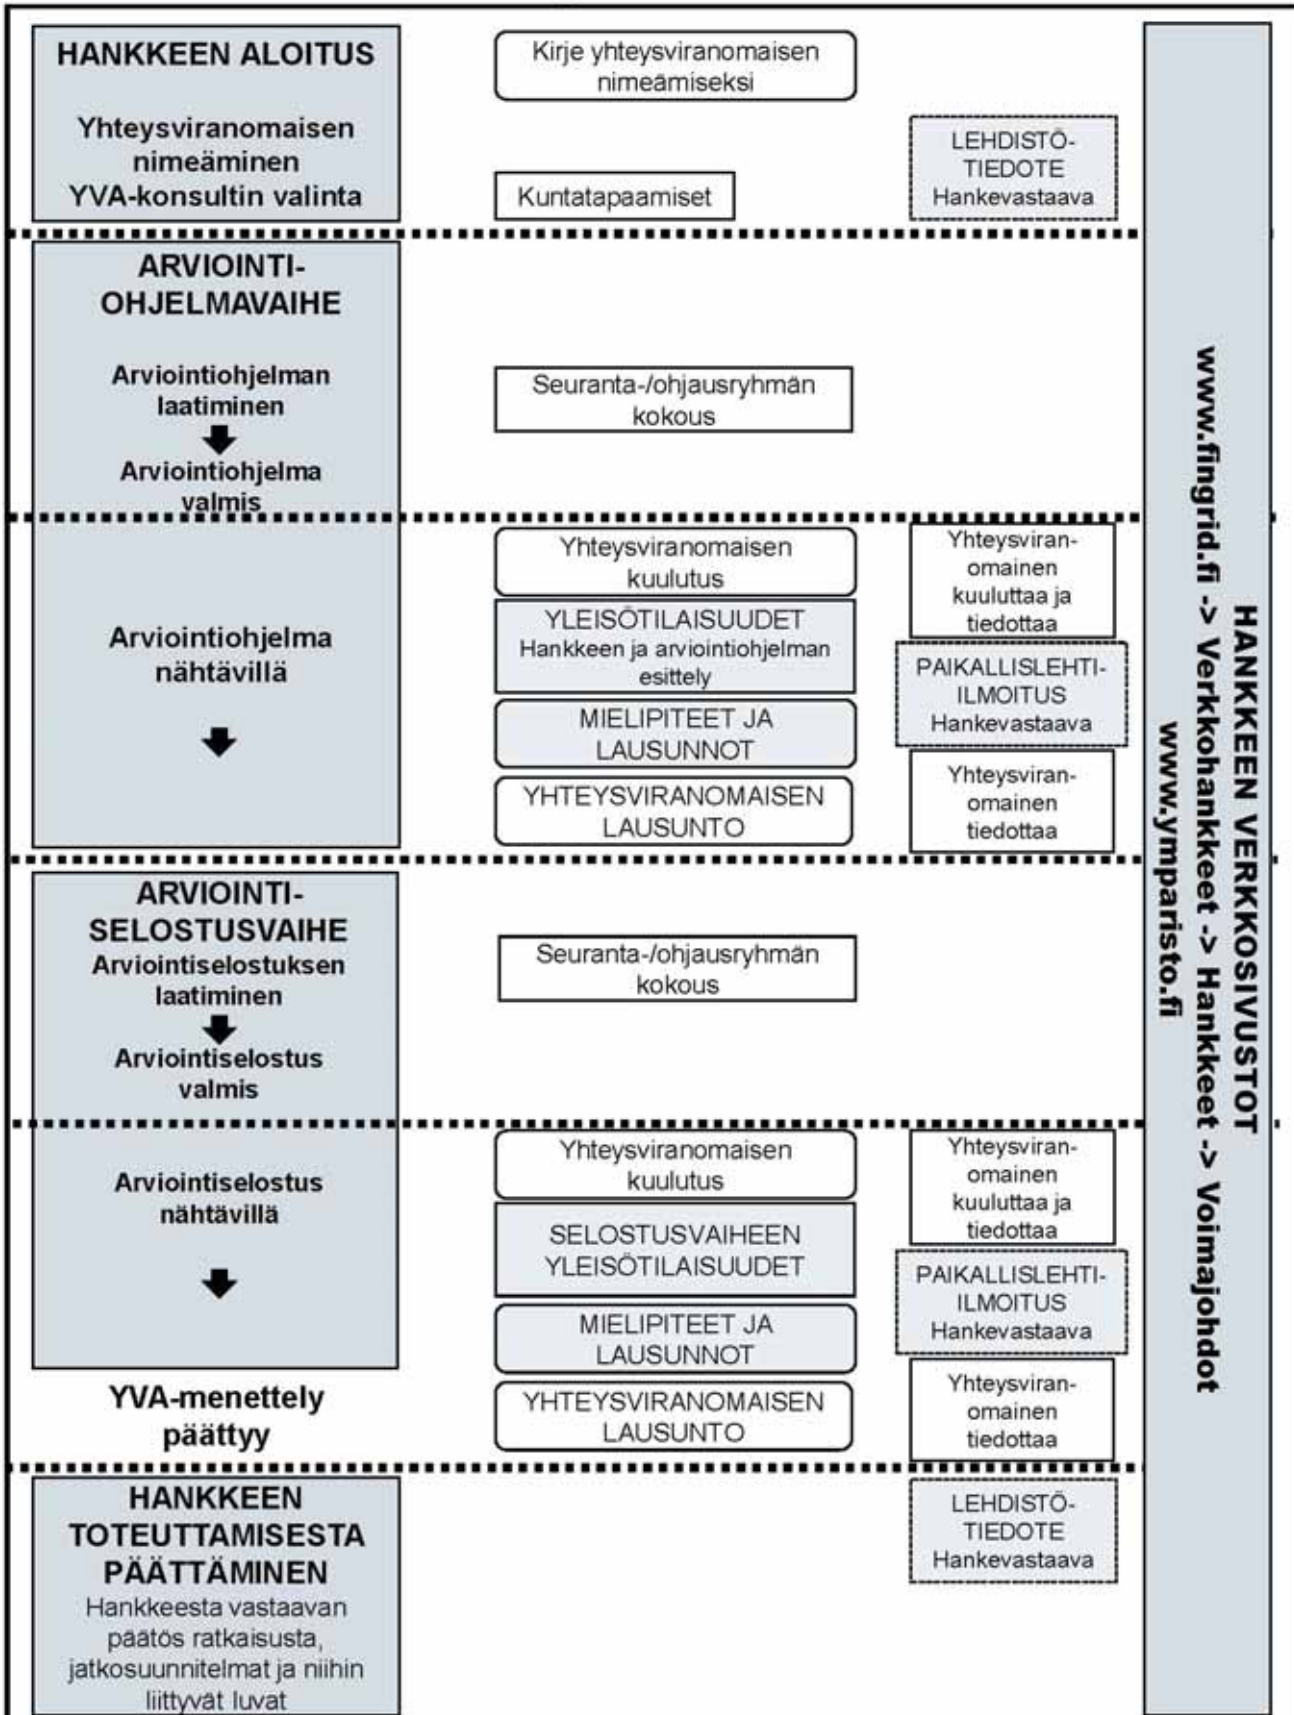 HANKKEEN ALOITUS
Yhteysviranomaisen
nimeäminen
YVA-konsultin valinta
Kirje yhteysviranomaisen
nimeämiseksi
Kuntatapaamiset
LEHDISTÖ-
TIEDOTE
Hankevastaava
ARVIOINTI-
OHJELMAVAIHE
Arviointiohjelman
laatiminen
Arviointiohjelma
valmis
Seuranta-/ohjausryhmän
kokous
Arviointiohjelma
nähtävillä
Yhteysviranomaisen
kuulutus
YLEISÖTILAISUUDET
Hankkeen ja arviointiohjelman
esittely
MIELIPITEET JA
LAUSUNNOT
YHTEYSVIRANOMAISEN
LAUSUNTO
Yhteysviran-
omainen
kuuluttaa ja
tiedottaa
PAIKALLISLEHTI-
ILMOITUS
Hankevastaava
Yhteysviran-
omainen
tiedottaa
ARVIOINTI-
SELOSTUSVAIHE
Arviointiselostuksen
laatiminen
Arviointiselostus
valmis
Seuranta-/ohjausryhmän
kokous
Arviointiselostus
nähtävillä
YVA-menettely
päättyy
Yhteysviranomaisen
kuulutus
SELOSTUSVAIHEEN
YLEISÖTILAISUUDET
MIELIPITEET JA
LAUSUNNOT
YHTEYSVIRANOMAISEN
LAUSUNTO
Yhteysviran-
omainen
kuuluttaa ja
tiedottaa
PAIKALLISLEHTI-
ILMOITUS
Hankevastaava
Yhteysviran-
omainen
tiedottaa
HANKKEEN
TOTEUTTAMISESTA
PÄÄTTÄMINEN
Hankkeesta vastaavan
päätös ratkaisusta,
jatkosuunnitelmat ja niihin
liittyvät luvat
LEHDISTÖ-
TIEDOTE
Hankevastaava
HANKKEEN VERKKOSIVUSTOT
www.fingrid.fi -> Verkkohankkeet -> Hankkeet -> Voimajohdot
www.ymparisto.fi